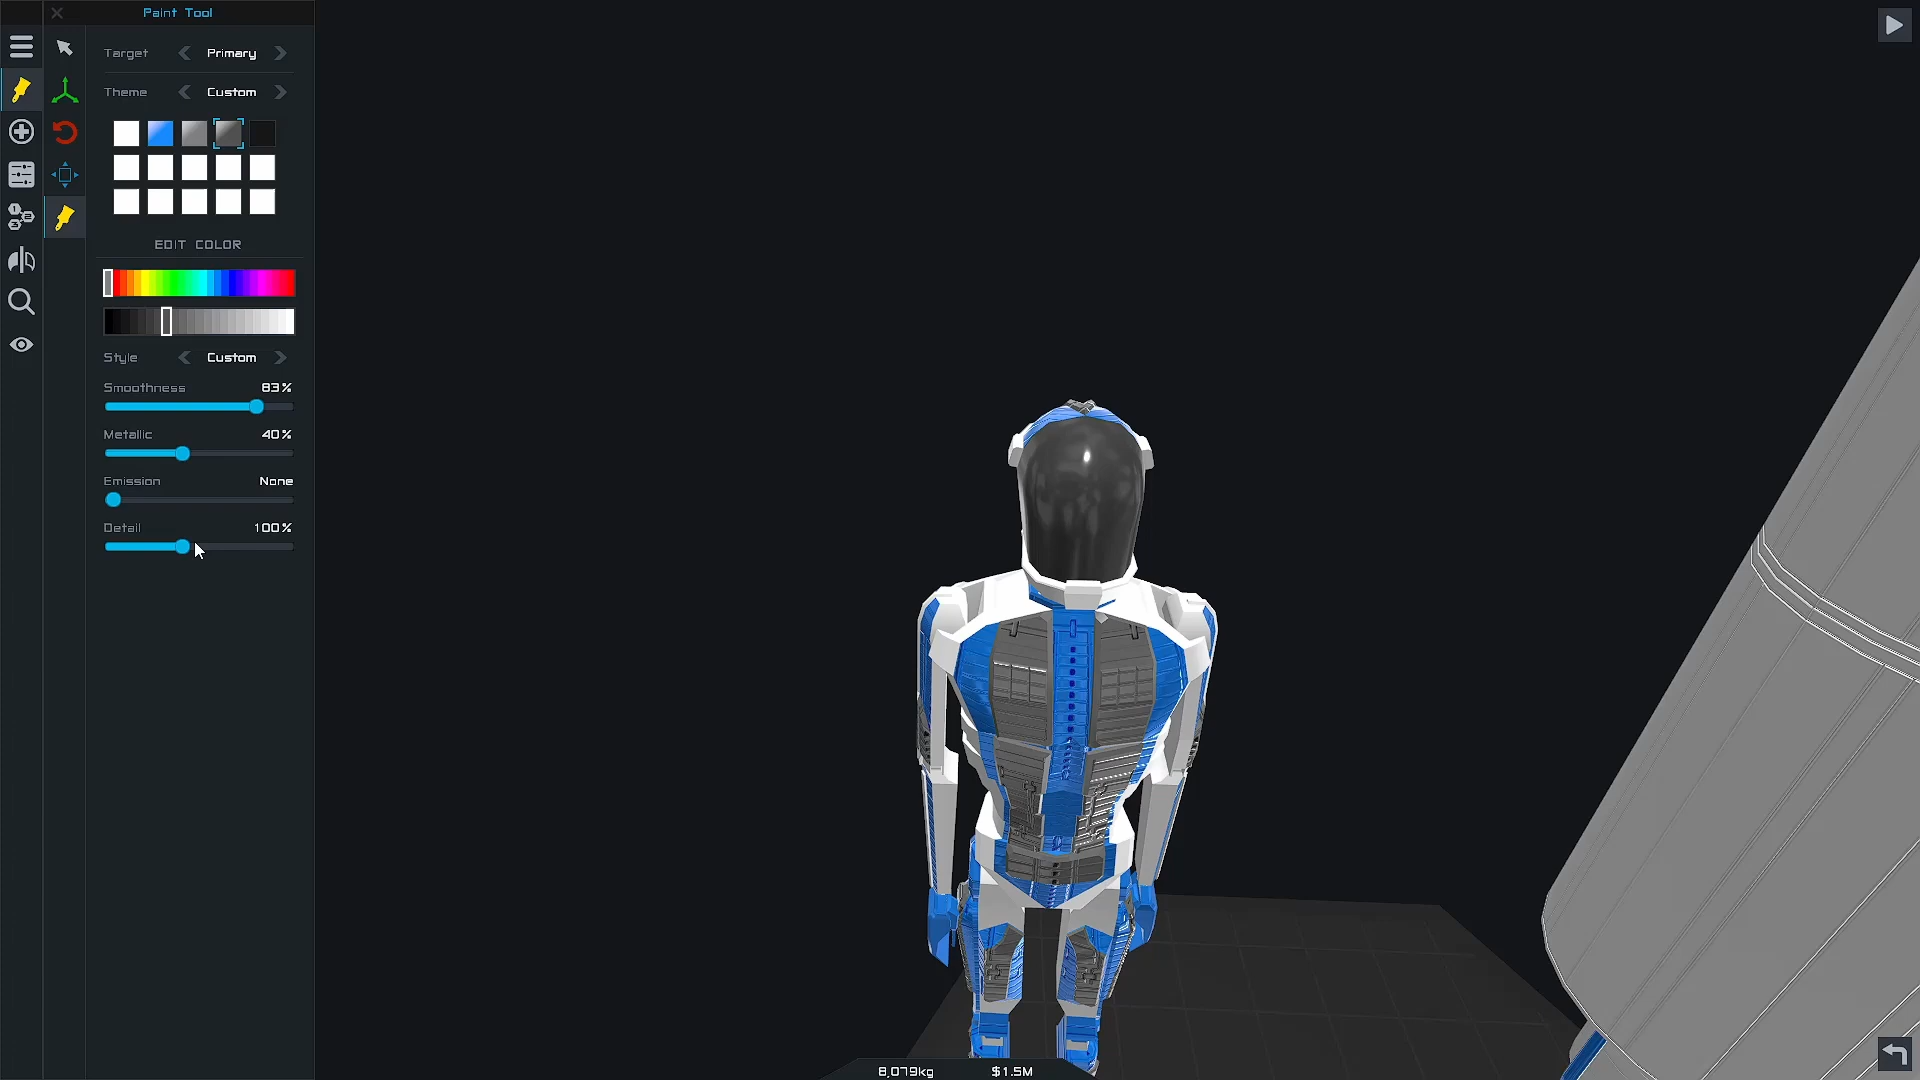 Paint Tool
Target Primary
Theme Custom
EDIT COLOR
Style Custom
Smoothness 83%
Metallic 40%
Emission None
Detail 100%
8,079kg $1.5M